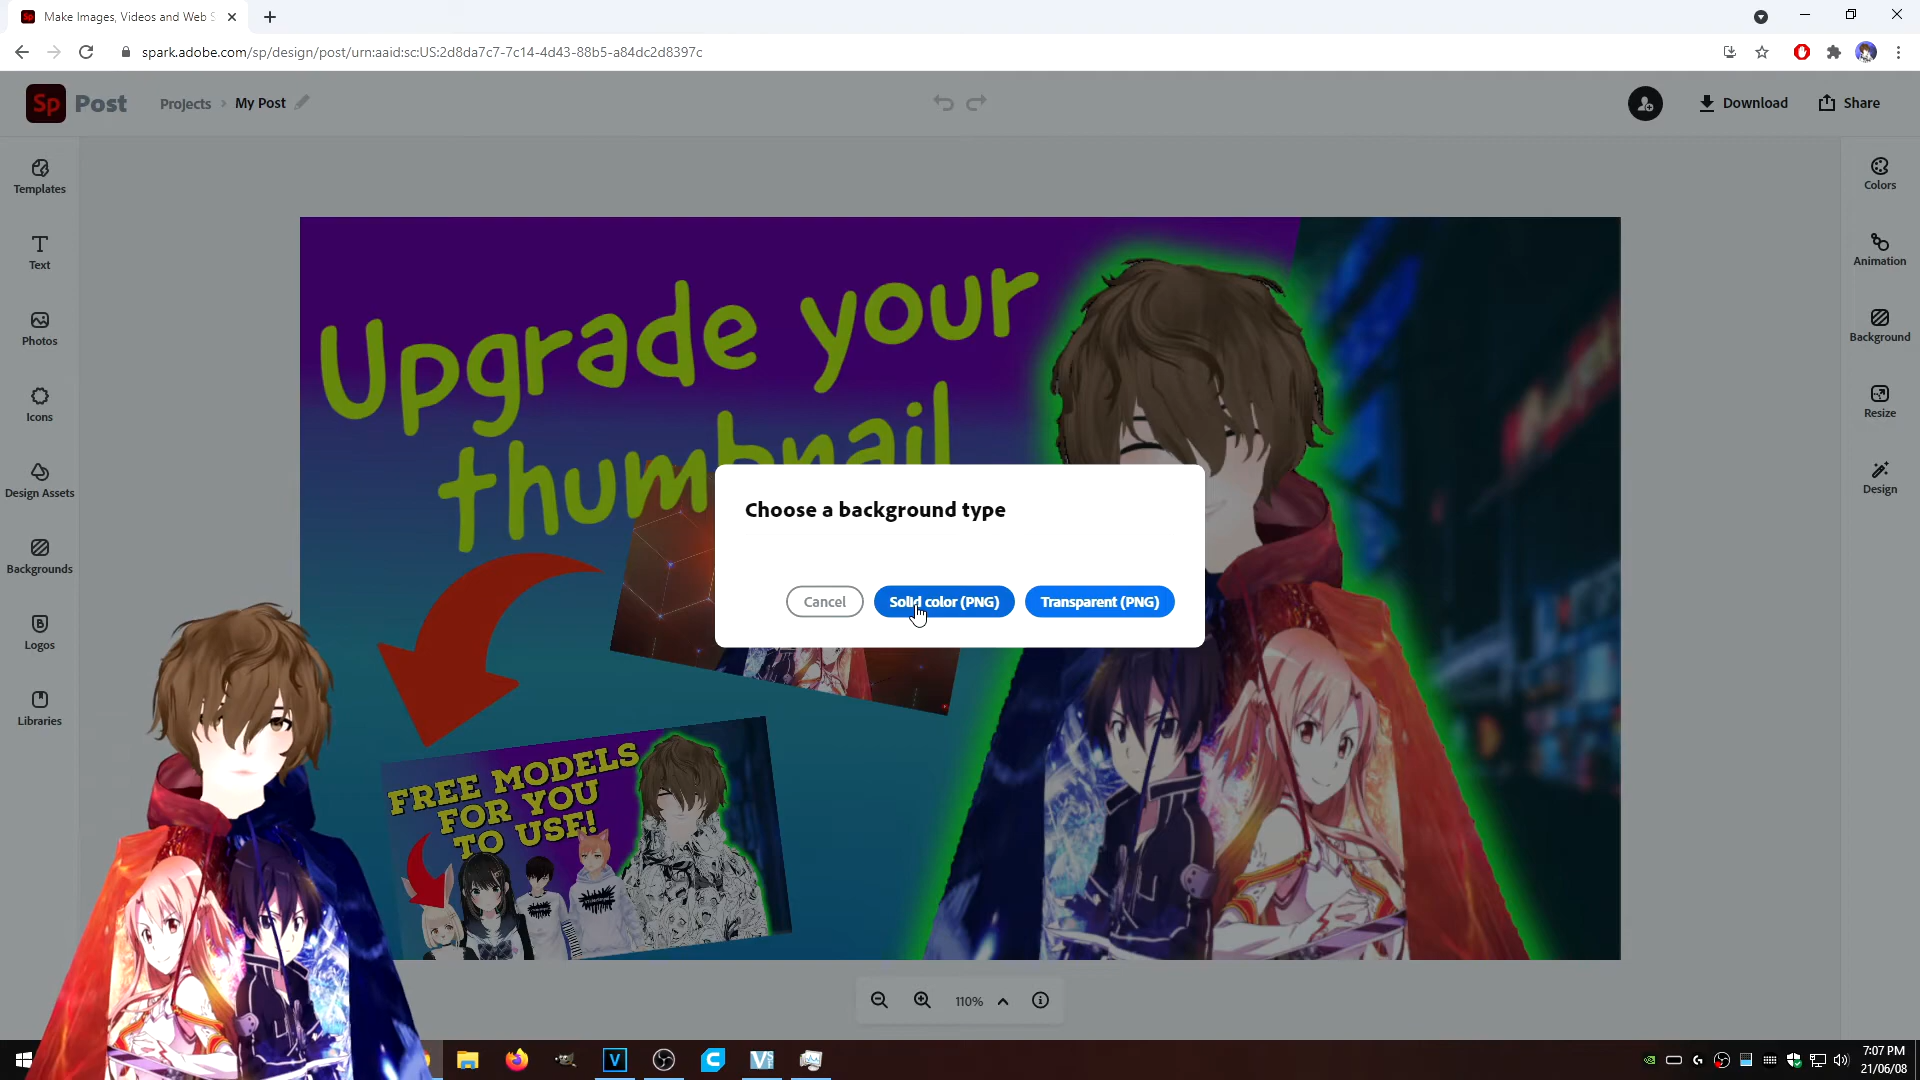 Make Images, Videos and Web S
spark.adobe.com/sp/design/post/urn:aaid:sc:US:2d8da7c7-7c14-4d43-88b5-a84dc2d8397c
Sp Post
Projects > My Post
Download
Share
Templates
Text
Photos
Icons
Design Assets
Backgrounds
Logos
Libraries
Colors
Animation
Background
Resize
Design
Upgrade your
thumbnail
Choose a background type
Cancel
Solid color (PNG)
Transparent (PNG)
FREE MODELS
FOR YOU
TO USE!
110%
7:07 PM
21/06/08